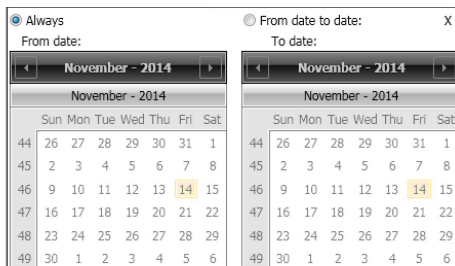 Always
From date to date:
X
From date:
To date:
November - 2014
November - 2014
Sun Mon Tue Wed Thu Fri Sat
44 26 27 28 29 30 31 1
45 2 3 4 5 6 7 8
46 9 10 11 12 13 14 15
47 16 17 18 19 20 21 22
48 23 24 25 26 27 28 29
49 30 1 2 3 4 5 6
November - 2014
November - 2014
Sun Mon Tue Wed Thu Fri Sat
44 26 27 28 29 30 31 1
45 2 3 4 5 6 7 8
46 9 10 11 12 13 14 15
47 16 17 18 19 20 21 22
48 23 24 25 26 27 28 29
49 30 1 2 3 4 5 6